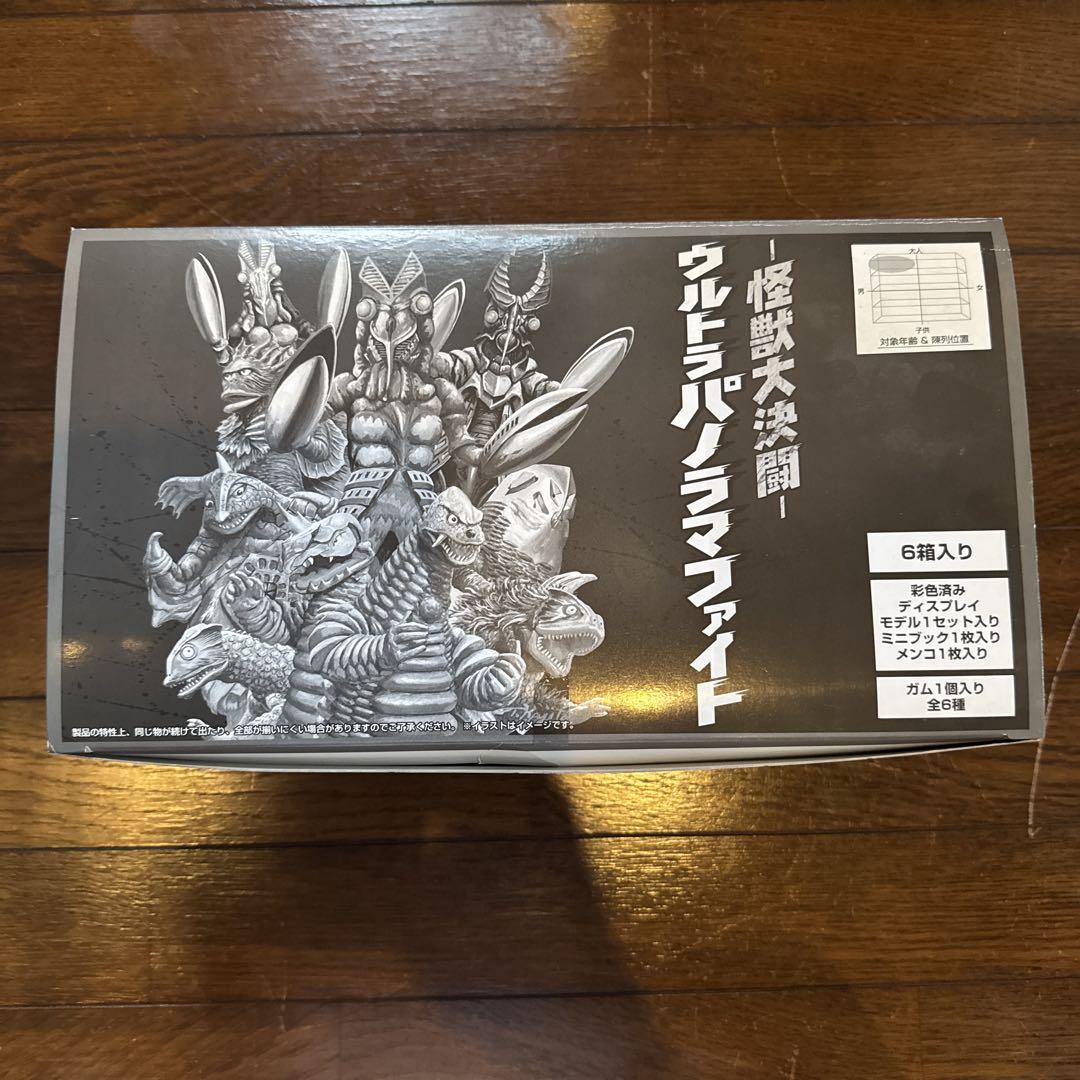 -怪獣大決闘-
ウルトラパノラマファイト
大人
男
女
子供
対象年齢 & 陳列位置
6箱入り
彩色済み
ディスプレイ
モデル1セット入り
ミニブック1枚入り
メンコ1枚入り
ガム1個入り
全6種
製品の特性上、同じ物が続けて出たり、全部が揃いにくい場合がありますのでご了承ください。 ※イラストはイメージです。